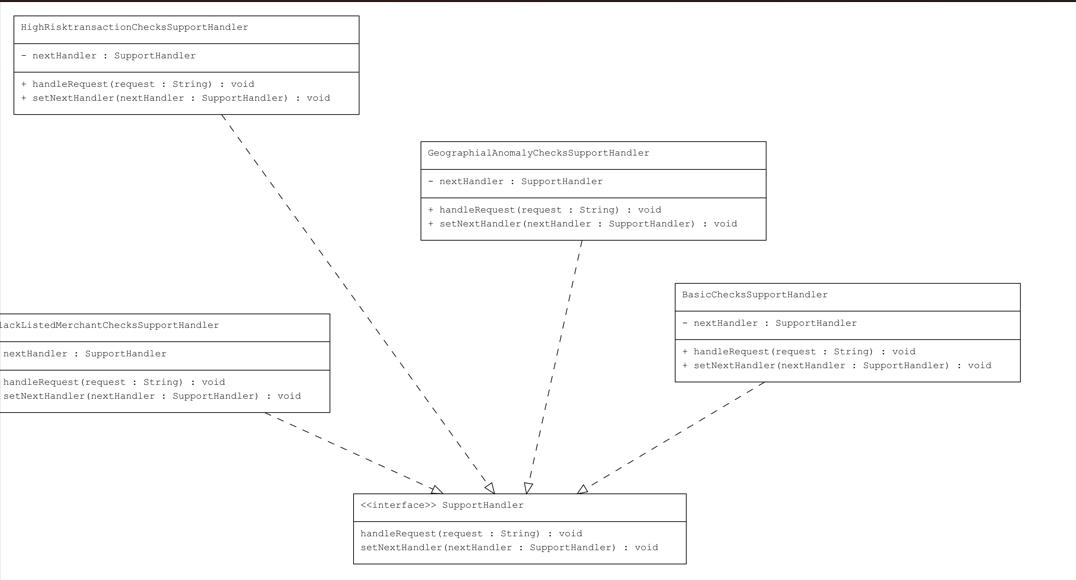 HighRisktransactionChecksSupportHandler
- nextHandler : SupportHandler
+ handleRequest(request : String) : void
+ setNextHandler(nextHandler : SupportHandler) : void
GeographialAnomalyChecksSupportHandler
- nextHandler : SupportHandler
+ handleRequest(request : String) : void
+ setNextHandler(nextHandler : SupportHandler) : void
BasicChecksSupportHandler
- nextHandler : SupportHandler
+ handleRequest(request : String) : void
+ setNextHandler(nextHandler : SupportHandler) : void
lackListedMerchantChecksSupportHandler
nextHandler : SupportHandler
handleRequest(request : String) : void
setNextHandler(nextHandler : SupportHandler) : void
<<interface>> SupportHandler
handleRequest(request : String) : void
setNextHandler(nextHandler : SupportHandler) : void